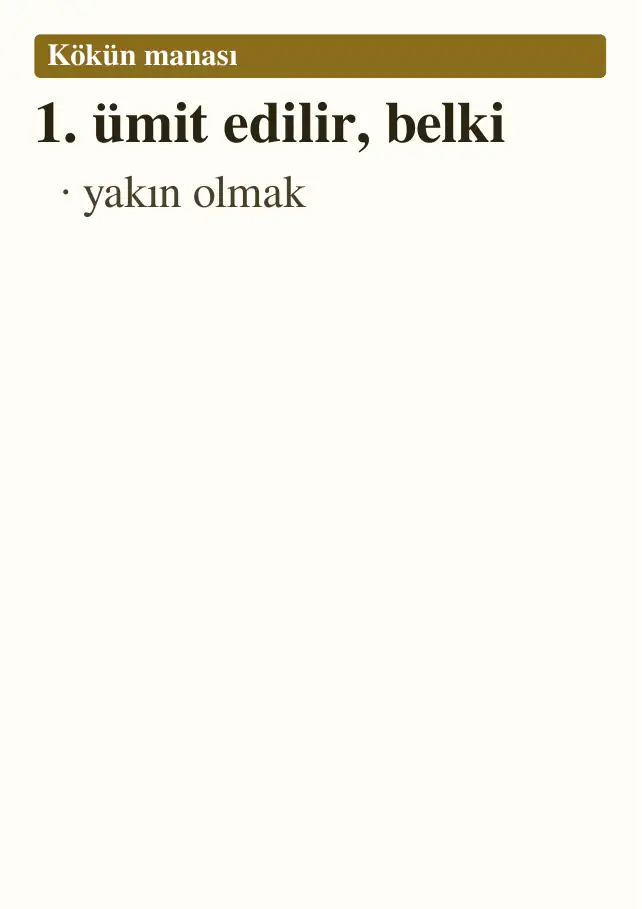 Kökün manası
1. ümit edilir, belki
· yakın olmak